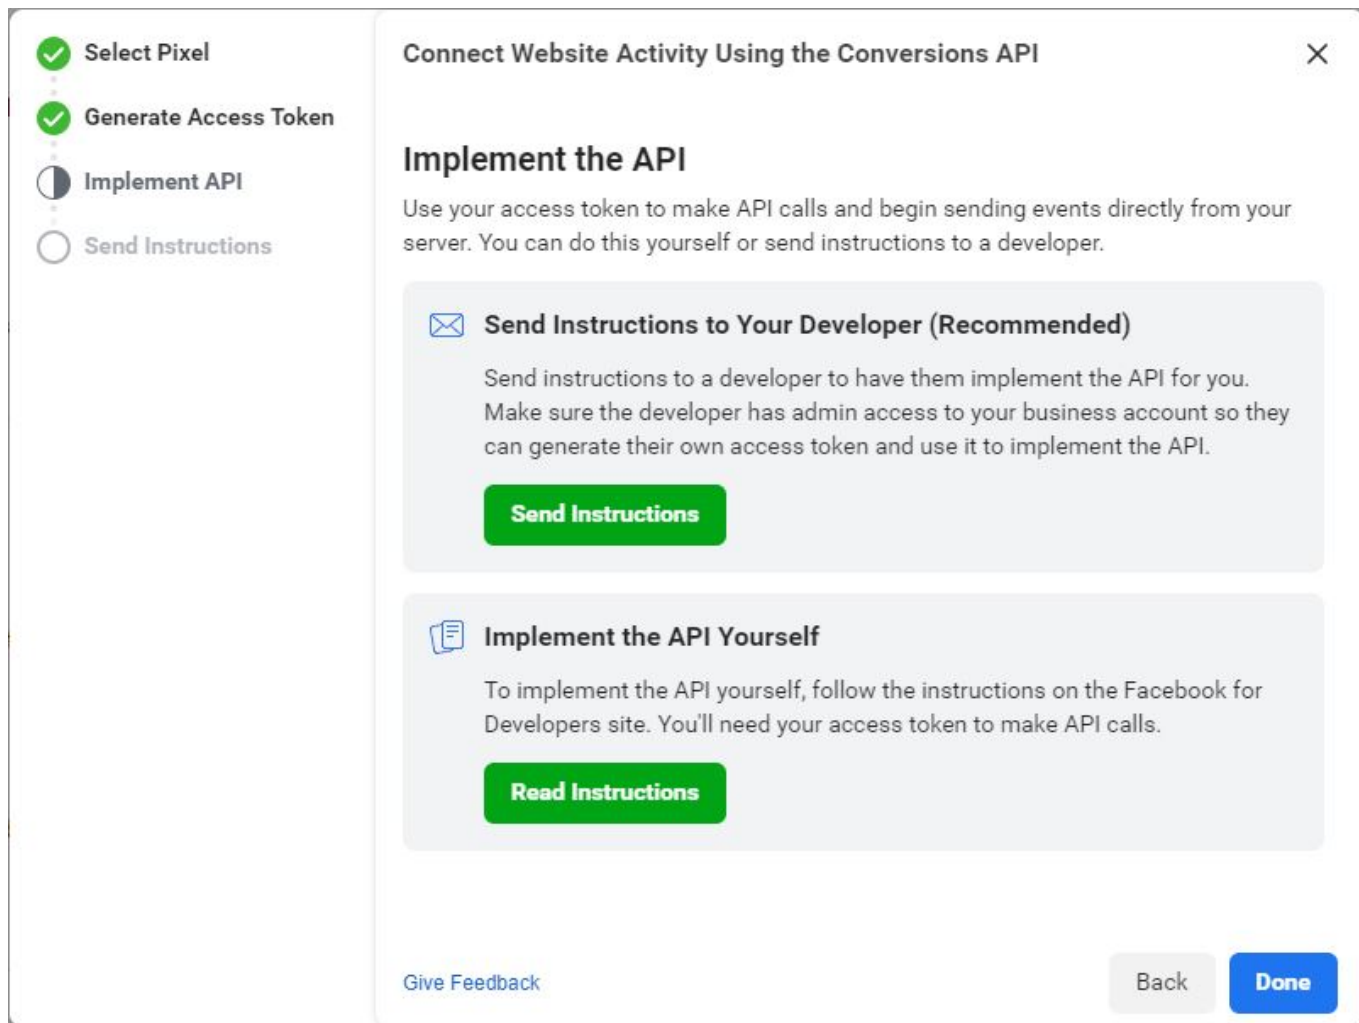 Select Pixel
Generate Access Token
Implement API
Send Instructions
Connect Website Activity Using the Conversions API
Implement the API
Use your access token to make API calls and begin sending events directly from your
server. You can do this yourself or send instructions to a developer.
Send Instructions to Your Developer (Recommended)
Send instructions to a developer to have them implement the API for you.
Make sure the developer has admin access to your business account so they
can generate their own access token and use it to implement the API.
Send Instructions
Implement the API Yourself
To implement the API yourself, follow the instructions on the Facebook for
Developers site. You'll need your access token to make API calls.
Read Instructions
Give Feedback
Back
Done